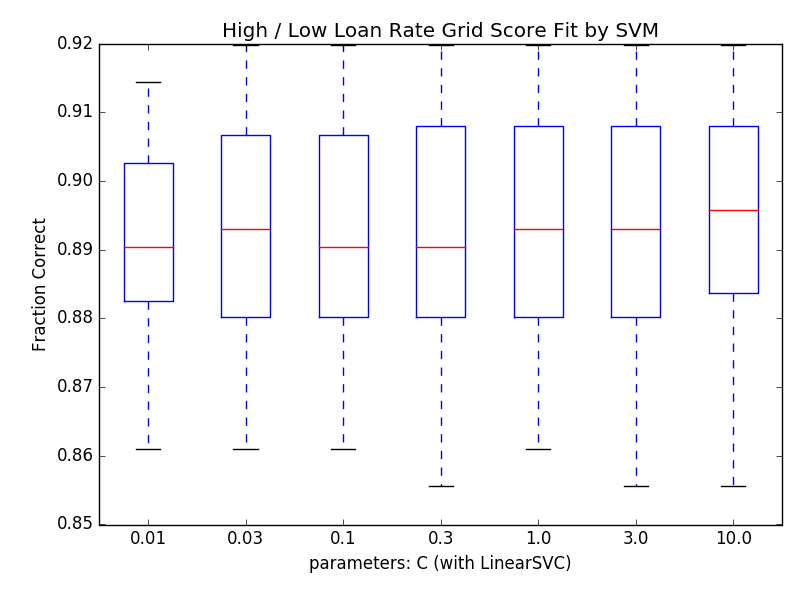 High / Low Loan Rate Grid Score Fit by SVM
0.92
0.91
0.90
0.89
0.88
0.87
0.86
0.85
Fraction Correct
0.01 0.03 0.1 0.3 1.0 3.0 10.0
parameters: C (with LinearSVC)